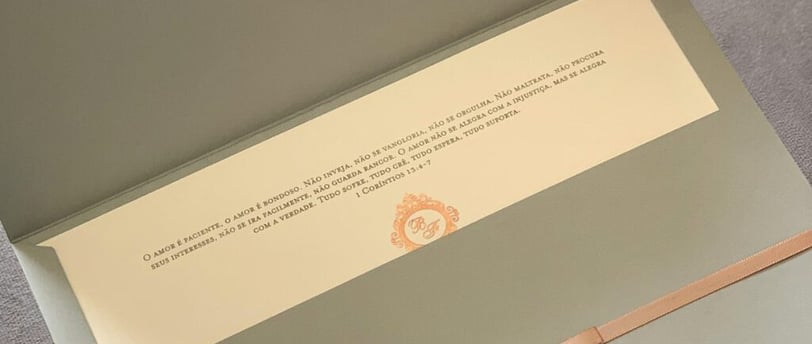 O AMOR É PACIENTE, O AMOR É BONDOSO. NÃO INVEJA, NÃO SE VANGLORIA, NÃO SE ORGULHA. NÃO MALTRATA, NÃO PROCURA
SEUS INTERESSES, NÃO SE IRA FACILMENTE, NÃO GUARDA RANCOR. O AMOR NÃO SE ALEGRA COM A INJUSTIÇA, MAS SE ALEGRA
COM A VERDADE. TUDO SOFRE, TUDO CRÊ, TUDO ESPERA, TUDO SUPORTA.
1 CORÍNTIOS 13:4-7